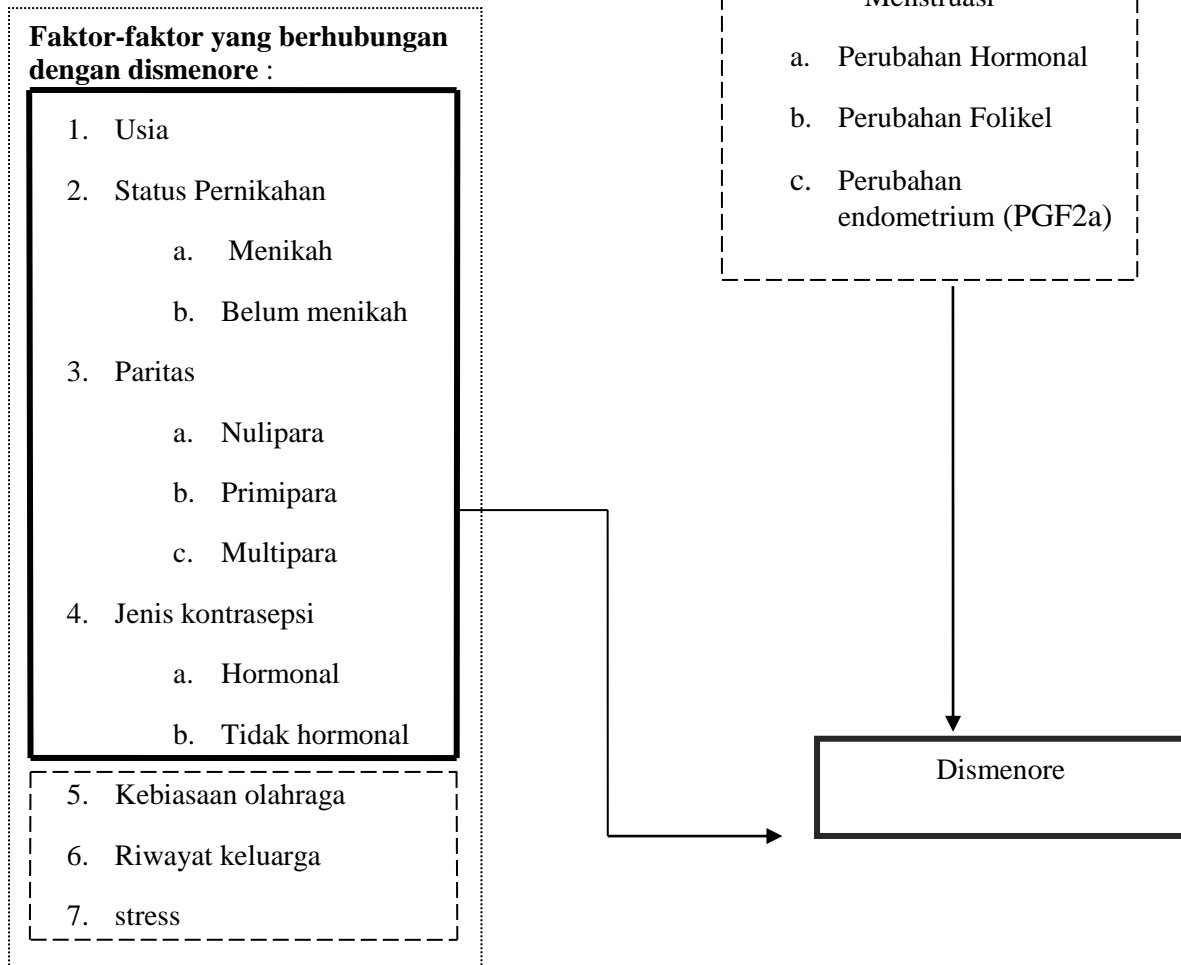 Faktor-faktor yang berhubungan
dengan dismenore :
1. Usia
2. Status Pernikahan
a. Menikah
b. Belum menikah
3. Paritas
a. Nulipara
b. Primipara
c. Multipara
4. Jenis kontrasepsi
a. Hormonal
b. Tidak hormonal
5. Kebiasaan olahraga
6. Riwayat keluarga
7. stress
Menstruasi
a. Perubahan Hormonal
b. Perubahan Folikel
c. Perubahan
endometrium (PGF2a)
Dismenore